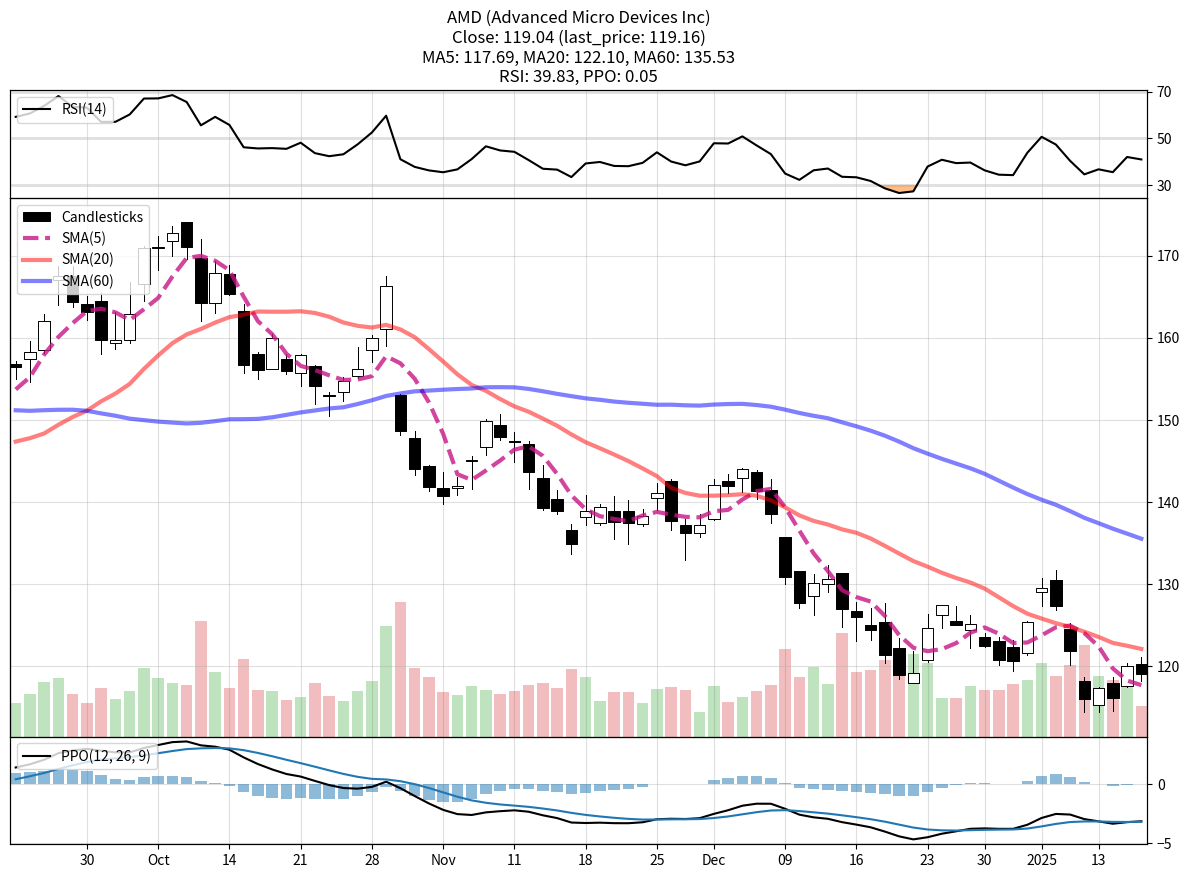 AMD (Advanced Micro Devices Inc)
Close: 119.04 (last_price: 119.16)
MA5: 117.69, MA20: 122.10, MA60: 135.53
RSI: 39.83, PPO: 0.05
RSI(14)
70
50
30
Candlesticks
SMA(5)
SMA(20)
SMA(60)
170
160
150
140
130
120
PPO(12, 26, 9)
0
−5
30 Oct 14 21 28 Nov 11 18 25 Dec 09 16 23 30 2025 13